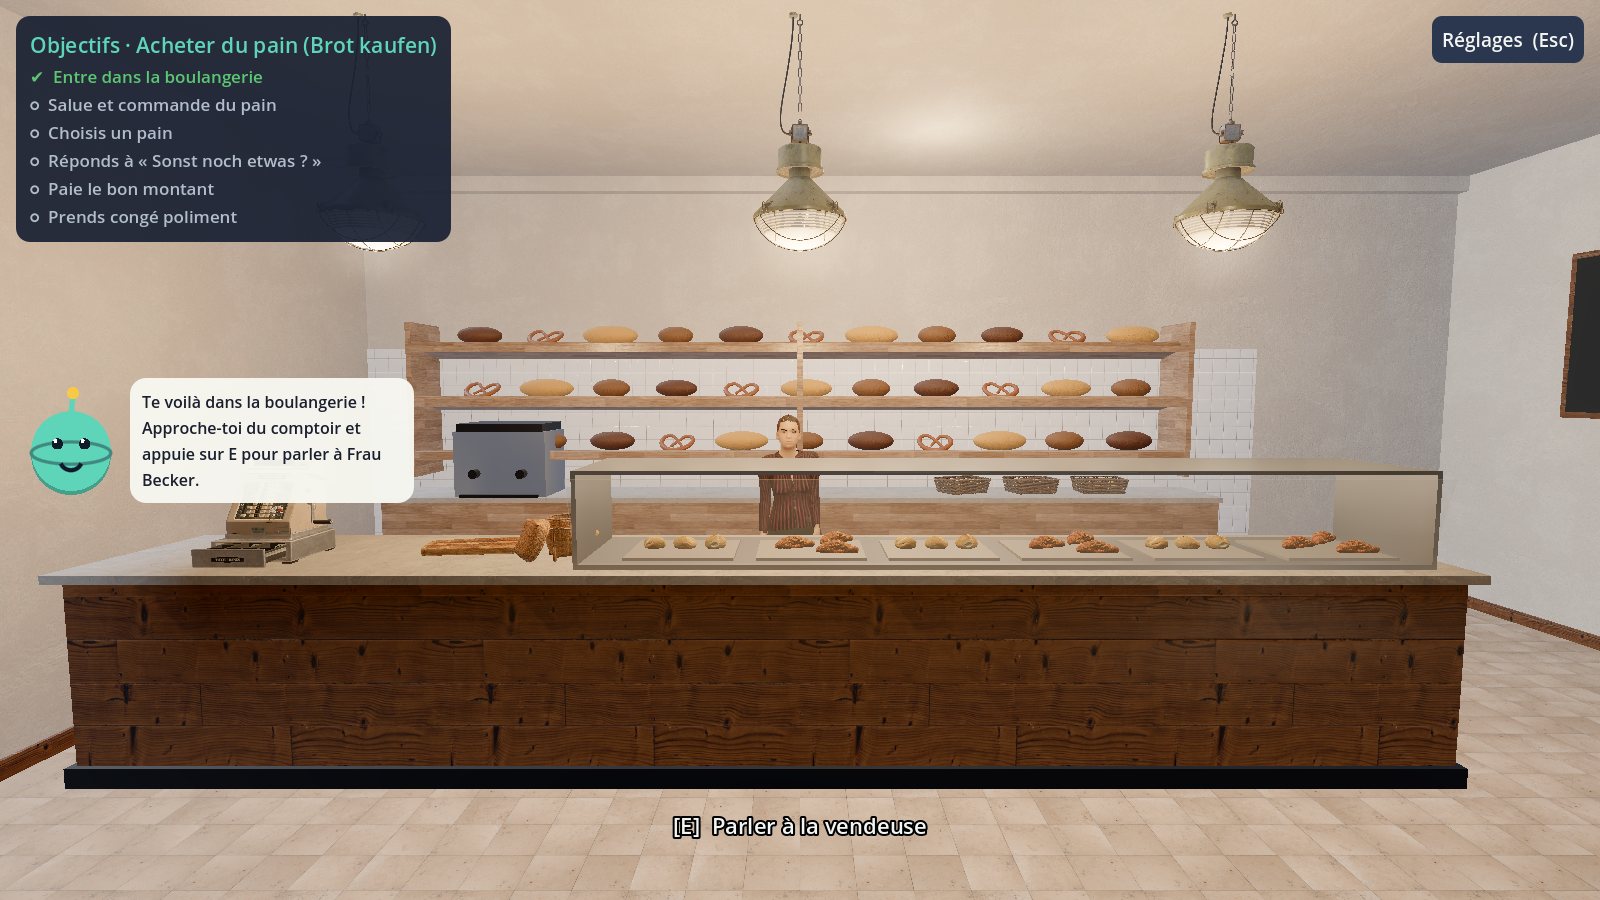 Objectifs · Acheter du pain (Brot kaufen)
✔ Entre dans la boulangerie
Salue et commande du pain
Choisis un pain
Réponds à « Sonst noch etwas ? »
Paie le bon montant
Prends congé poliment
Réglages (Esc)
Te voilà dans la boulangerie !
Approche-toi du comptoir et
appuie sur E pour parler à Frau
Becker.
[E] Parler à la vendeuse